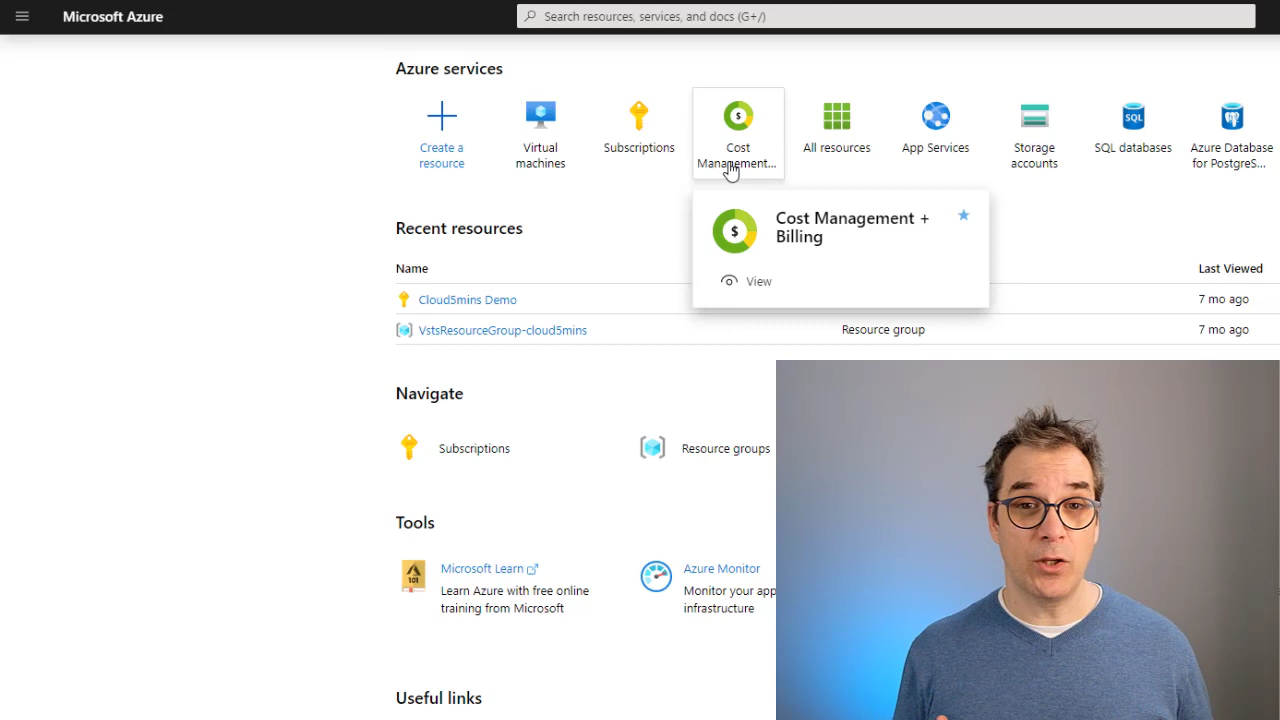 Microsoft Azure
Search resources, services, and docs (G+/)
Azure services
Create a
resource
Virtual
machines
Subscriptions
Cost
Management...
All resources
App Services
Storage
accounts
SQL databases
Azure Database
for PostgreS...
Cost Management +
Billing
View
Recent resources
Name
Last Viewed
Cloud5mins Demo
7 mo ago
VstsResourceGroup-cloud5mins
Resource group
7 mo ago
Navigate
Subscriptions
Resource groups
Tools
Microsoft Learn
Learn Azure with free online
training from Microsoft
Azure Monitor
Monitor your app
infrastructure
Useful links